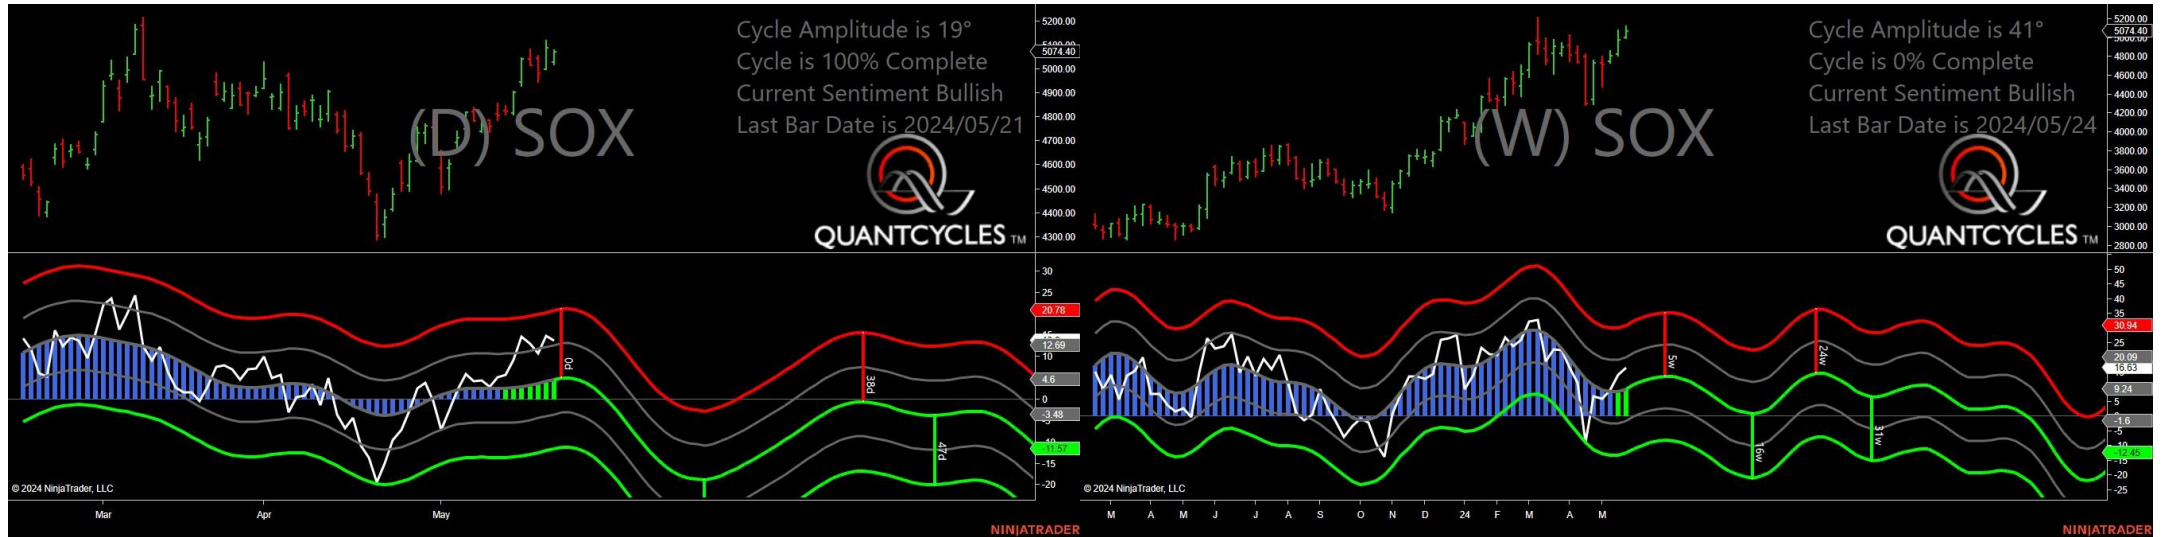 Cycle Amplitude is 19°
Cycle is 100% Complete
Current Sentiment Bullish
Last Bar Date is 2024/05/21
(D) SOX
QUANTCYCLES TM
5200.00
5074.40
5000.00
4900.00
4800.00
4700.00
4600.00
4500.00
4400.00
4300.00
30
25
20.78
12.69
10
4.6
0
-3.48
-11.57
-15
-20
0d
38d
47d
© 2024 NinjaTrader, LLC
Mar
Apr
May
NINJATRADER
Cycle Amplitude is 41°
Cycle is 0% Complete
Current Sentiment Bullish
Last Bar Date is 2024/05/24
(W) SOX
QUANTCYCLES TM
5200.00
5074.40
4800.00
4600.00
4400.00
4200.00
4000.00
3800.00
3600.00
3400.00
3200.00
3000.00
2800.00
50
45
40
35
30.94
25
20.09
16.63
9.24
5
-1.6
-5
-12.45
-20
-25
5w
16w
24w
31w
© 2024 NinjaTrader, LLC
M A M J J A S O N D 24 F M A M
NINJATRADER